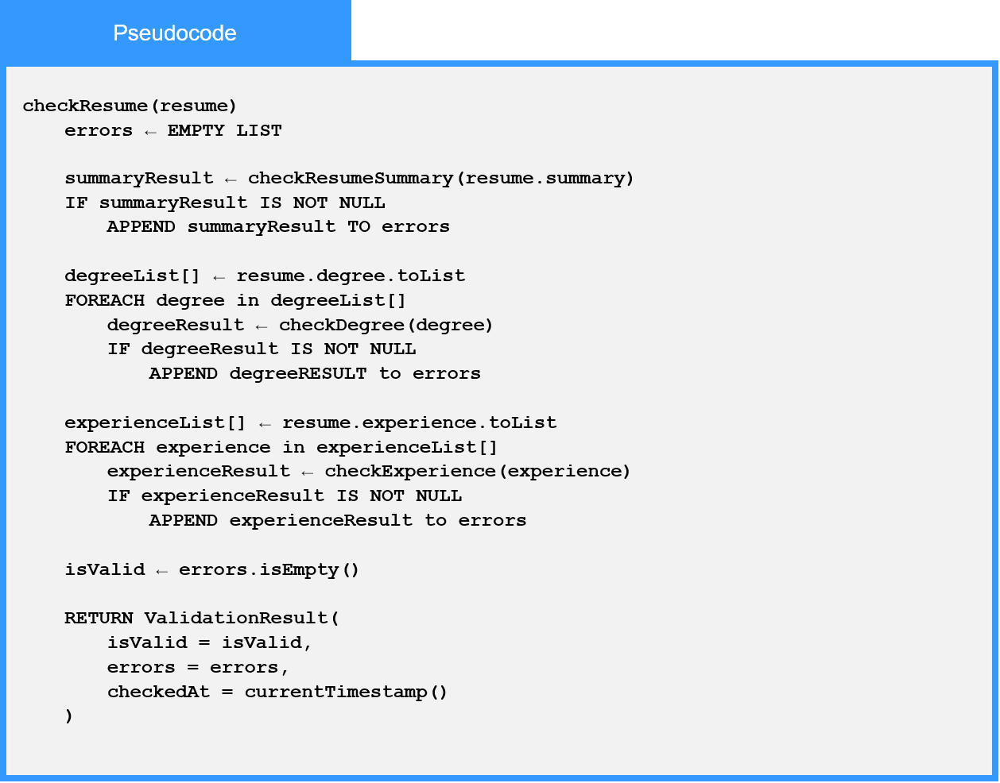 Pseudocode
checkResume(resume)
errors ← EMPTY LIST
summaryResult ← checkResumeSummary(resume.summary)
IF summaryResult IS NOT NULL
APPEND summaryResult TO errors
degreeList[] ← resume.degree.toList
FOREACH degree in degreeList[]
degreeResult ← checkDegree(degree)
IF degreeResult IS NOT NULL
APPEND degreeRESULT to errors
experienceList[] ← resume.experience.toList
FOREACH experience in experienceList[]
experienceResult ← checkExperience(experience)
IF experienceResult IS NOT NULL
APPEND experienceResult to errors
isValid ← errors.isEmpty()
RETURN ValidationResult(
isValid = isValid,
errors = errors,
checkedAt = currentTimestamp()
)